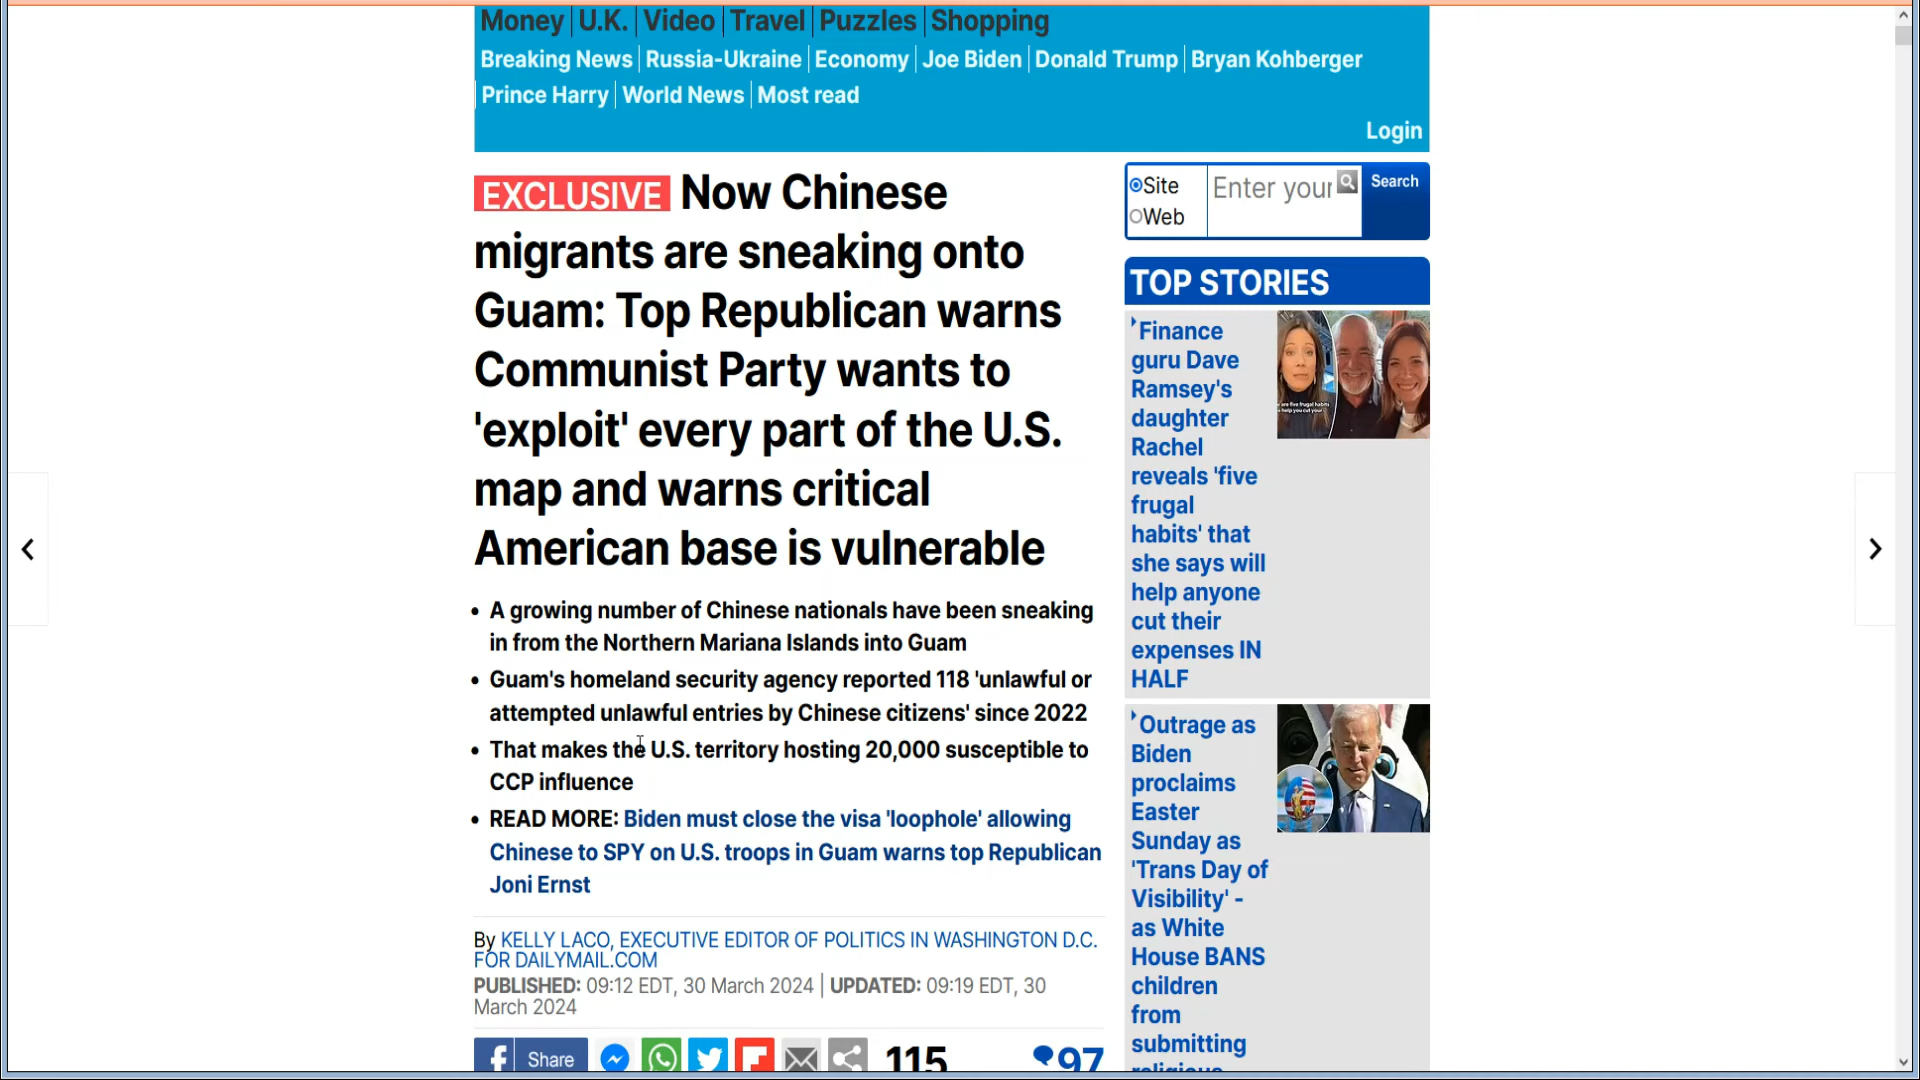 Money U.K. Video Travel Puzzles Shopping
Breaking News Russia-Ukraine Economy Joe Biden Donald Trump Bryan Kohberger
Prince Harry World News Most read
Login
EXCLUSIVE Now Chinese
migrants are sneaking onto
Guam: Top Republican warns
Communist Party wants to
'exploit' every part of the U.S.
map and warns critical
American base is vulnerable
• A growing number of Chinese nationals have been sneaking
in from the Northern Mariana Islands into Guam
• Guam's homeland security agency reported 118 'unlawful or
attempted unlawful entries by Chinese citizens' since 2022
• That makes the U.S. territory hosting 20,000 susceptible to
CCP influence
• READ MORE: Biden must close the visa 'loophole' allowing
Chinese to SPY on U.S. troops in Guam warns top Republican
Joni Ernst
By KELLY LACO, EXECUTIVE EDITOR OF POLITICS IN WASHINGTON D.C.
FOR DAILYMAIL.COM
PUBLISHED: 09:12 EDT, 30 March 2024 | UPDATED: 09:19 EDT, 30
March 2024
Share 115 97
Site
Web
Enter your
Search
TOP STORIES
Finance
guru Dave
Ramsey's
daughter
Rachel
reveals 'five
frugal
habits' that
she says will
help anyone
cut their
expenses IN
HALF
Outrage as
Biden
proclaims
Easter
Sunday as
'Trans Day of
Visibility' -
as White
House BANS
children
from
submitting
religious